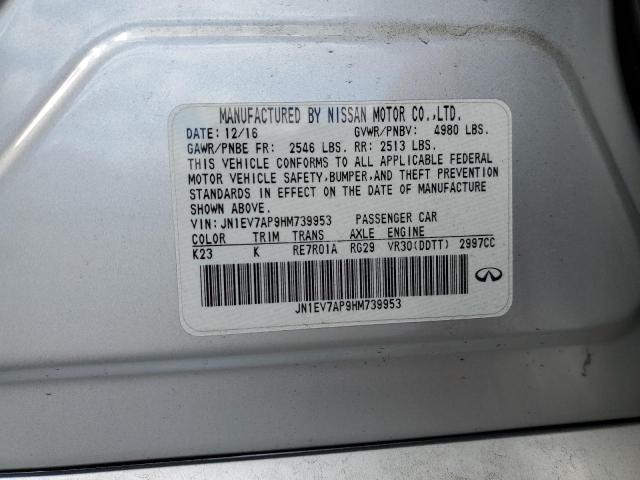 MANUFACTURED BY NISSAN MOTOR CO.,LTD.
DATE: 12/16 GVWR/PNBV: 4980 LBS.
GAWR/PNBE FR: 2546 LBS. RR: 2513 LBS.
THIS VEHICLE CONFORMS TO ALL APPLICABLE FEDERAL
MOTOR VEHICLE SAFETY,BUMPER,AND THEFT PREVENTION
STANDARDS IN EFFECT ON THE DATE OF MANUFACTURE
SHOWN ABOVE.
VIN:JN1EV7AP9HM739953 PASSENGER CAR
COLOR TRIM TRANS AXLE ENGINE
K23 K RE7R01A RG29 VR30(DDTT) 2997CC
JN1EV7AP9HM739953